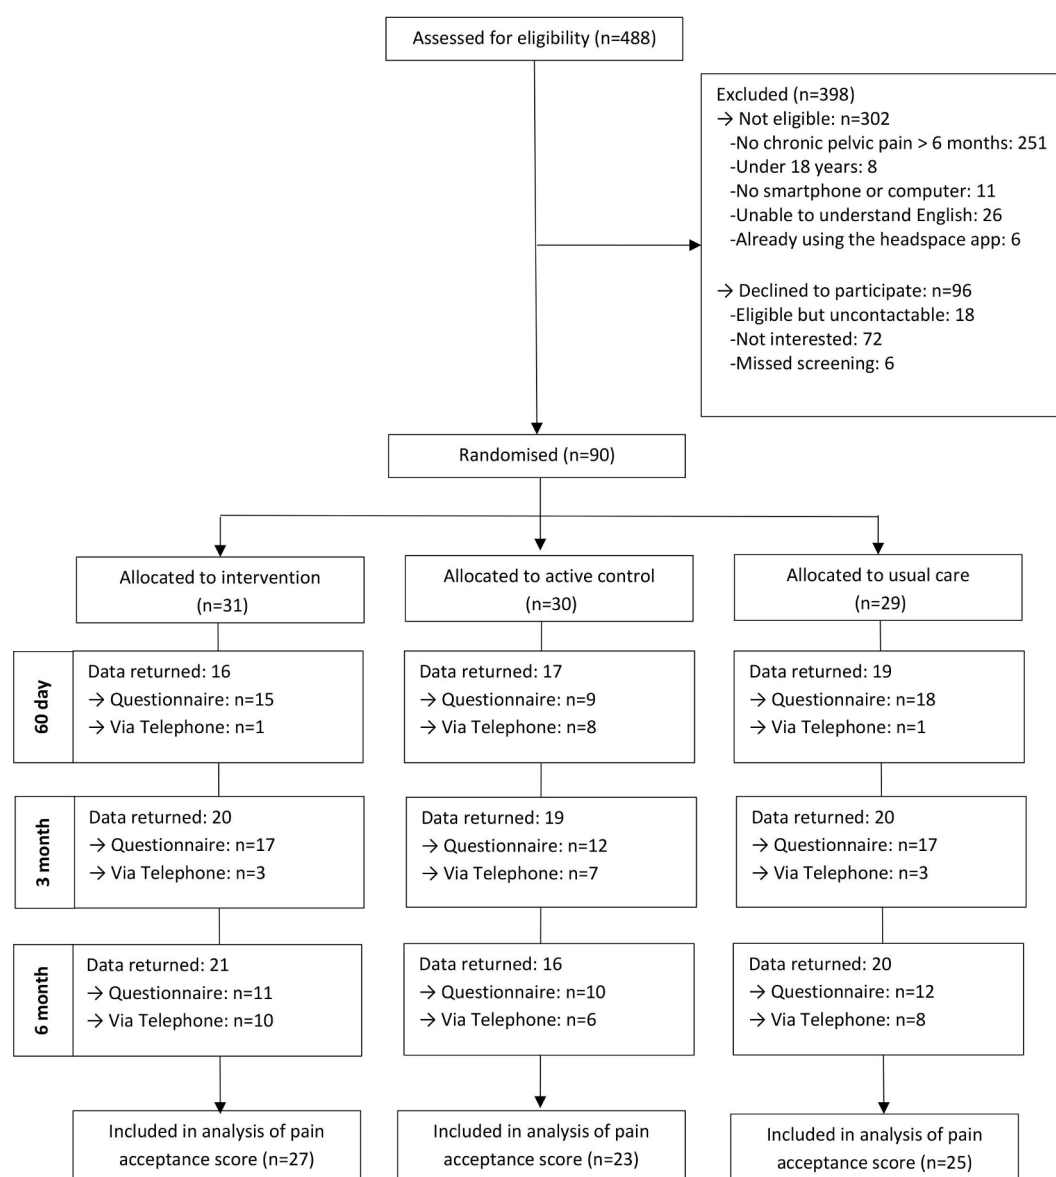 Assessed for eligibility (n=488)
Excluded (n=398)
→ Not eligible: n=302
-No chronic pelvic pain > 6 months: 251
-Under 18 years: 8
-No smartphone or computer: 11
-Unable to understand English: 26
-Already using the headspace app: 6
→ Declined to participate: n=96
-Eligible but uncontactable: 18
-Not interested: 72
-Missed screening: 6
Randomised (n=90)
Allocated to intervention
(n=31)
Allocated to active control
(n=30)
Allocated to usual care
(n=29)
60 day
Data returned: 16
→ Questionnaire: n=15
→ Via Telephone: n=1
Data returned: 17
→ Questionnaire: n=9
→ Via Telephone: n=8
Data returned: 19
→ Questionnaire: n=18
→ Via Telephone: n=1
3 month
Data returned: 20
→ Questionnaire: n=17
→ Via Telephone: n=3
Data returned: 19
→ Questionnaire: n=12
→ Via Telephone: n=7
Data returned: 20
→ Questionnaire: n=17
→ Via Telephone: n=3
6 month
Data returned: 21
→ Questionnaire: n=11
→ Via Telephone: n=10
Data returned: 16
→ Questionnaire: n=10
→ Via Telephone: n=6
Data returned: 20
→ Questionnaire: n=12
→ Via Telephone: n=8
Included in analysis of pain
acceptance score (n=27)
Included in analysis of pain
acceptance score (n=23)
Included in analysis of pain
acceptance score (n=25)